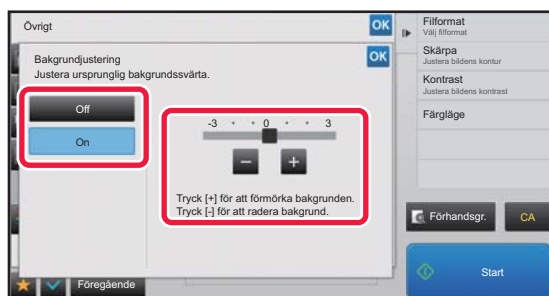 Övrigt
OK
Bakgrundjustering
Justera ursprunglig bakgrundssvärta.
OK
Off
On
-3 0 3
Tryck [+] för att förmörka bakgrunden.
Tryck [-] för att radera bakgrund.
Föregående
Filformat
Välj filformat
Skärpa
Justera bildens kontur
Kontrast
Justera bildens kontrast
Färgläge
Förhandsgr.
CA
Start